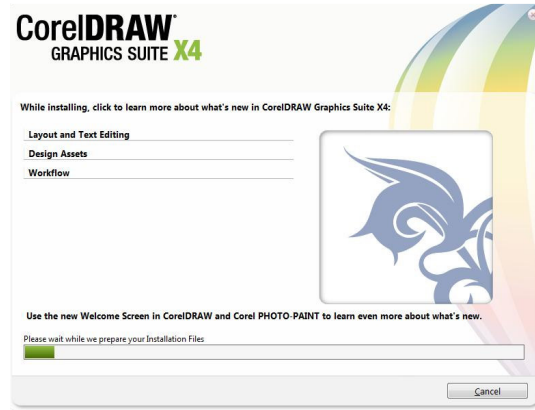 CorelDRAW®
GRAPHICS SUITE X4
While installing, click to learn more about what's new in CorelDRAW Graphics Suite X4:
Layout and Text Editing
Design Assets
Workflow
Use the new Welcome Screen in CorelDRAW and Corel PHOTO-PAINT to learn even more about what's new.
Please wait while we prepare your Installation Files
Cancel